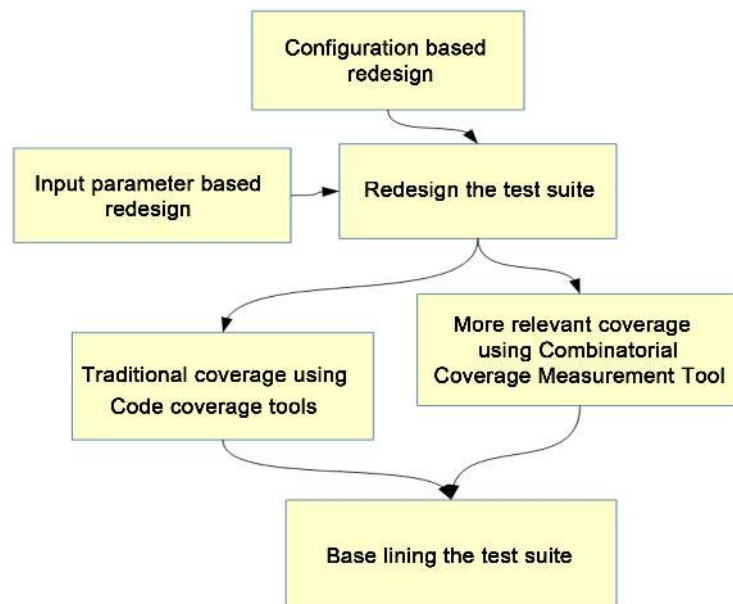 Configuration based
redesign
Input parameter based
redesign
Redesign the test suite
Traditional coverage using
Code coverage tools
More relevant coverage
using Combinatorial
Coverage Measurement Tool
Base lining the test suite